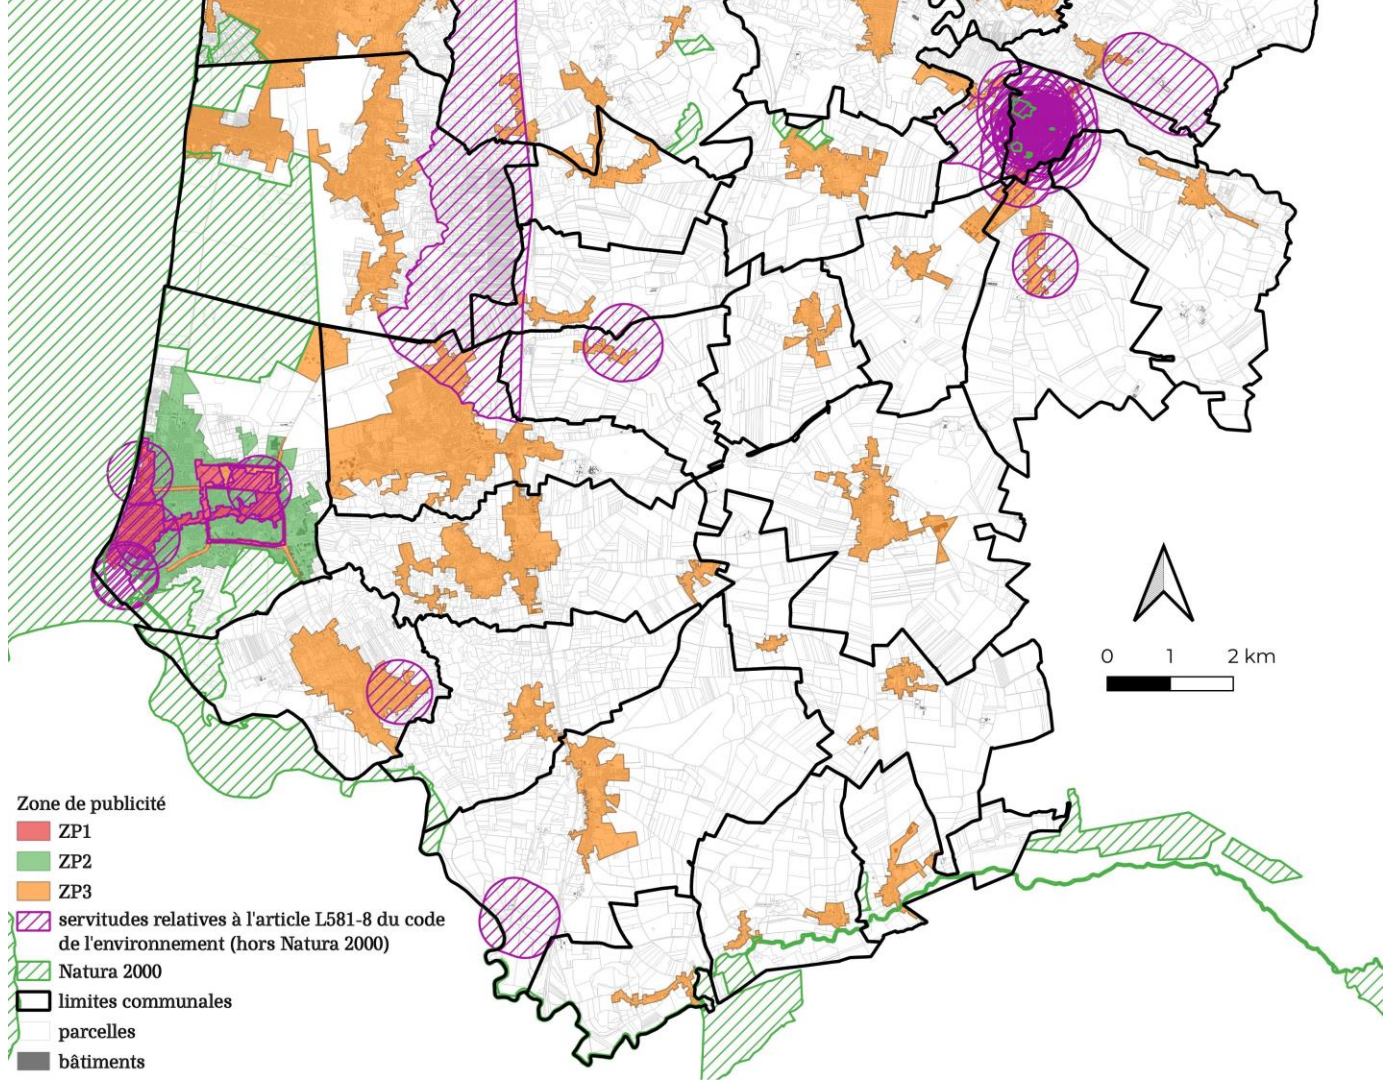 0 1 2 km
Zone de publicité
ZP1
ZP2
ZP3
servitudes relatives à l'article L581-8 du code
de l'environnement (hors Natura 2000)
Natura 2000
limites communales
parcelles
bâtiments